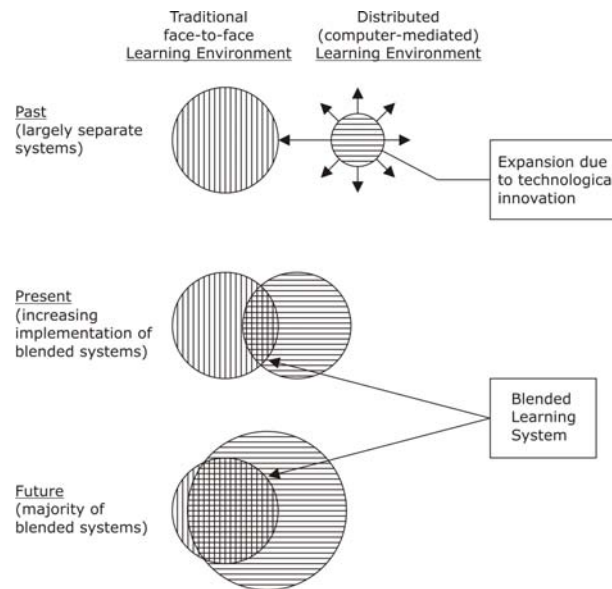 Traditional
face-to-face
Learning Environment
Distributed
(computer-mediated)
Learning Environment
Past
(largely separate
systems)
Expansion due
to technological
innovation
Present
(increasing
implementation of
blended systems)
Blended
Learning
System
Future
(majority of
blended systems)